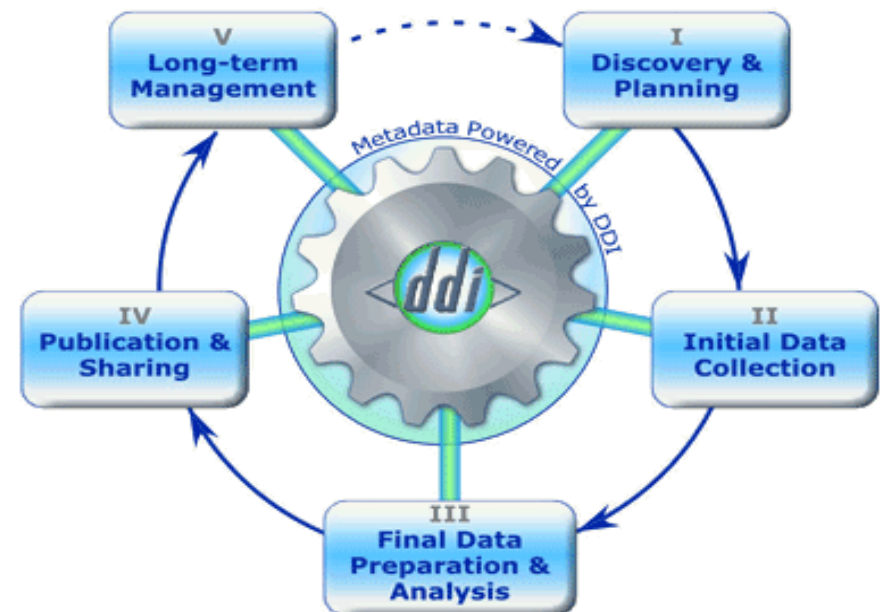 V
Long-term
Management
I
Discovery &
Planning
Metadata Powered by DDI
ddi
IV
Publication &
Sharing
II
Initial Data
Collection
III
Final Data
Preparation &
Analysis